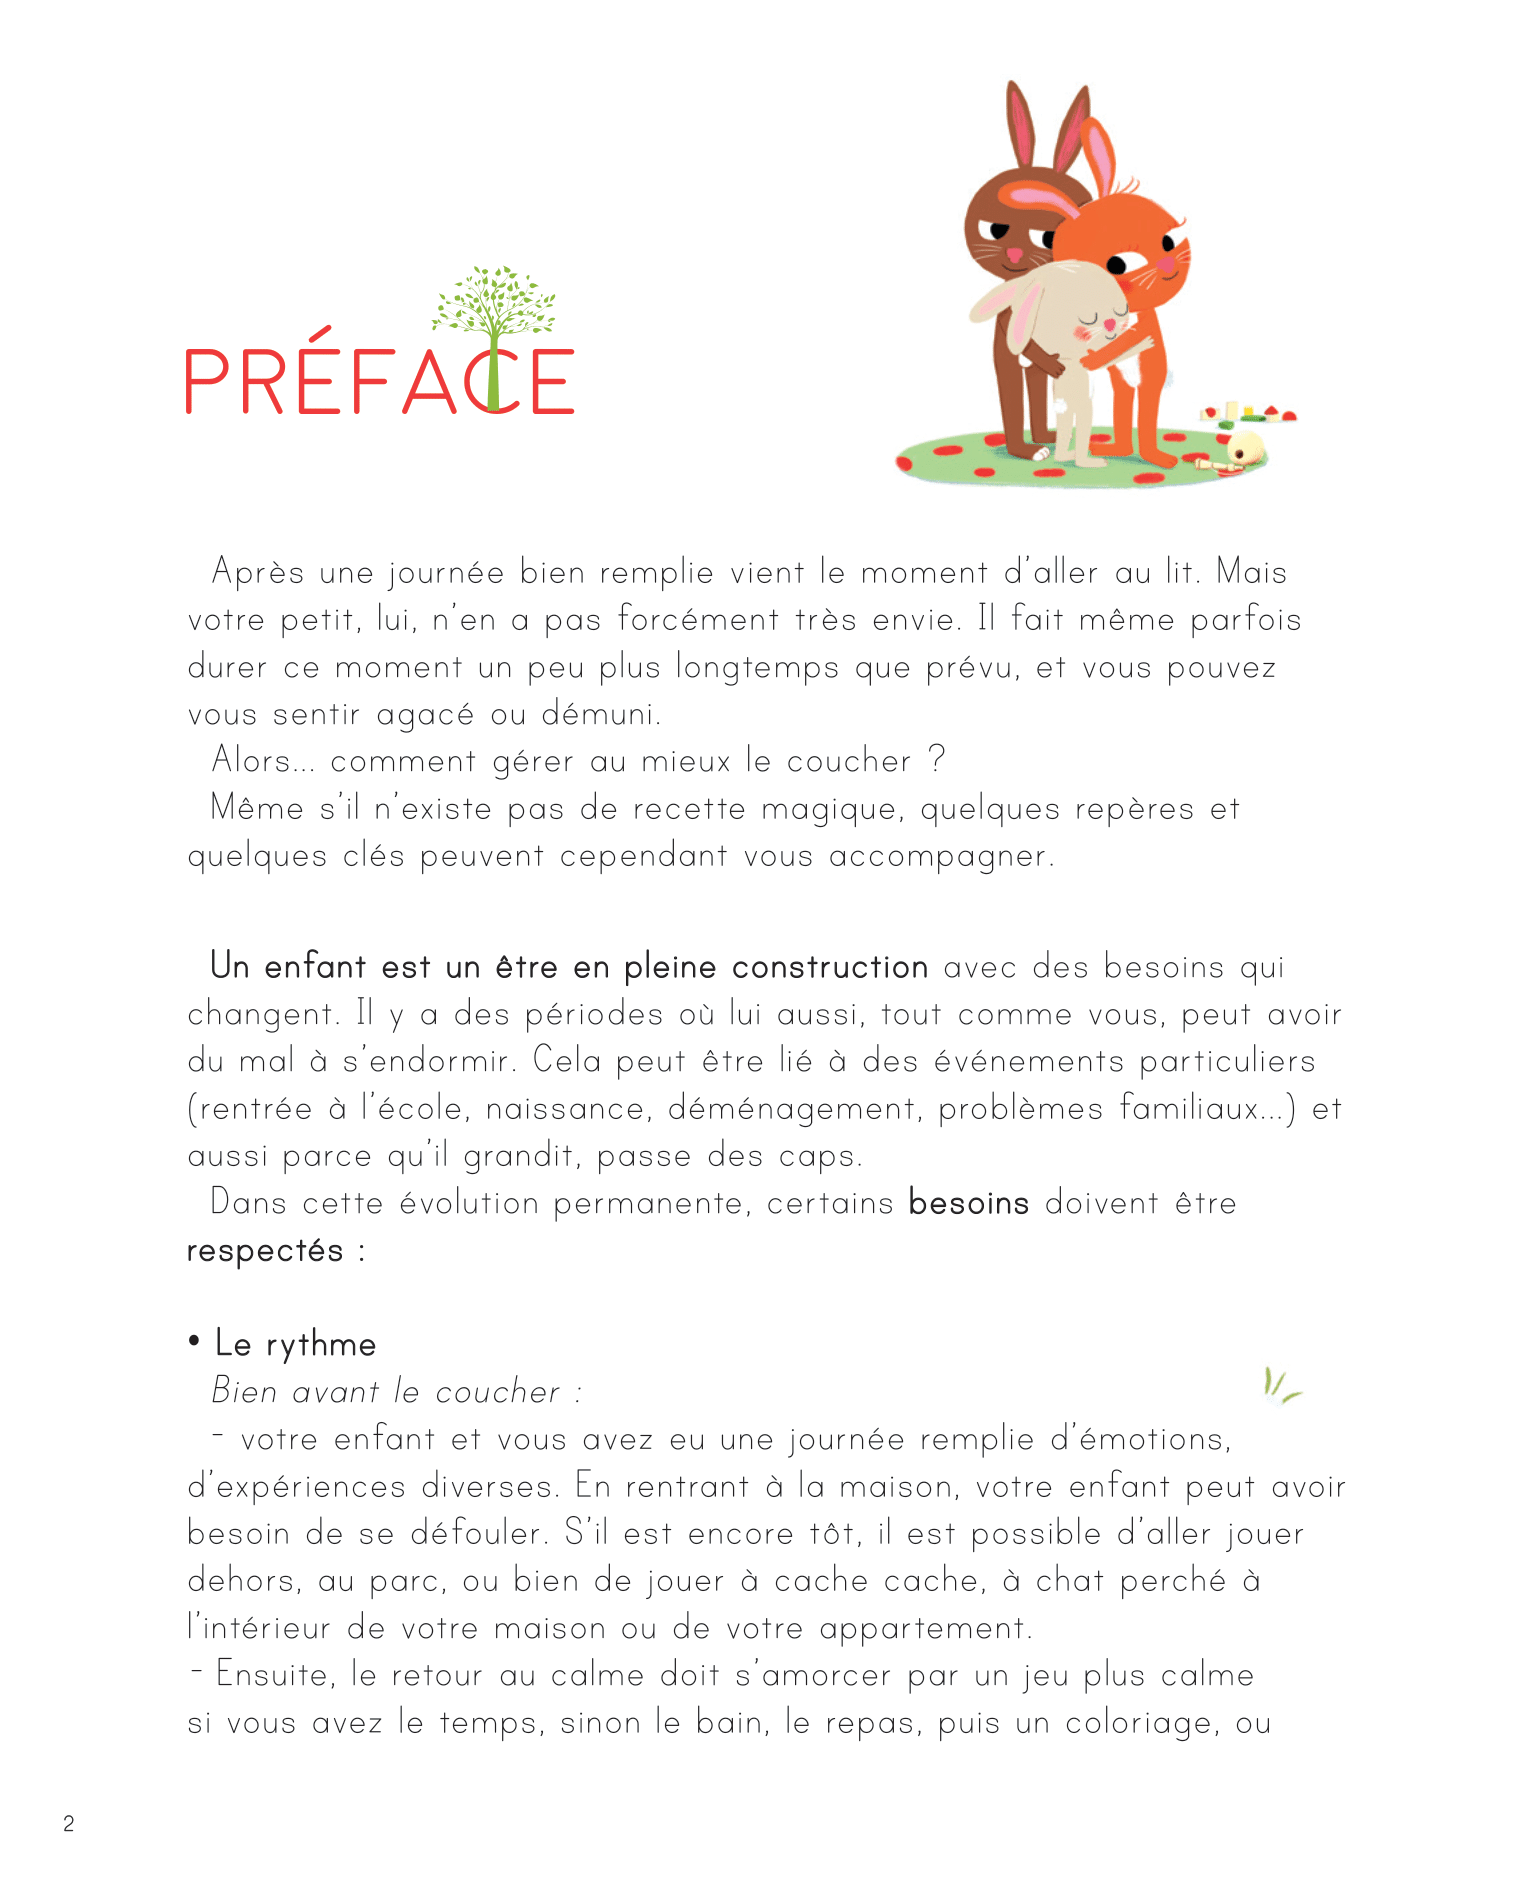 PRÉFACE
Après une journée bien remplie vient le moment d’aller au lit. Mais
votre petit, lui, n’en a pas forcément très envie. Il fait même parfois
durer ce moment un peu plus longtemps que prévu, et vous pouvez
vous sentir agacé ou démuni.
Alors... comment gérer au mieux le coucher ?
Même s’il n’existe pas de recette magique, quelques repères et
quelques clés peuvent cependant vous accompagner.
Un enfant est un être en pleine construction avec des besoins qui
changent. Il y a des périodes où lui aussi, tout comme vous, peut avoir
du mal à s’endormir. Cela peut être lié à des événements particuliers
(rentrée à l’école, naissance, déménagement, problèmes familiaux...) et
aussi parce qu’il grandit, passe des caps.
Dans cette évolution permanente, certains besoins doivent être
respectés :
• Le rythme
Bien avant le coucher :
- votre enfant et vous avez eu une journée remplie d’émotions,
d’expériences diverses. En rentrant à la maison, votre enfant peut avoir
besoin de se défouler. S’il est encore tôt, il est possible d’aller jouer
dehors, au parc, ou bien de jouer à cache cache, à chat perché à
l’intérieur de votre maison ou de votre appartement.
- Ensuite, le retour au calme doit s’amorcer par un jeu plus calme
si vous avez le temps, sinon le bain, le repas, puis un coloriage, ou
2